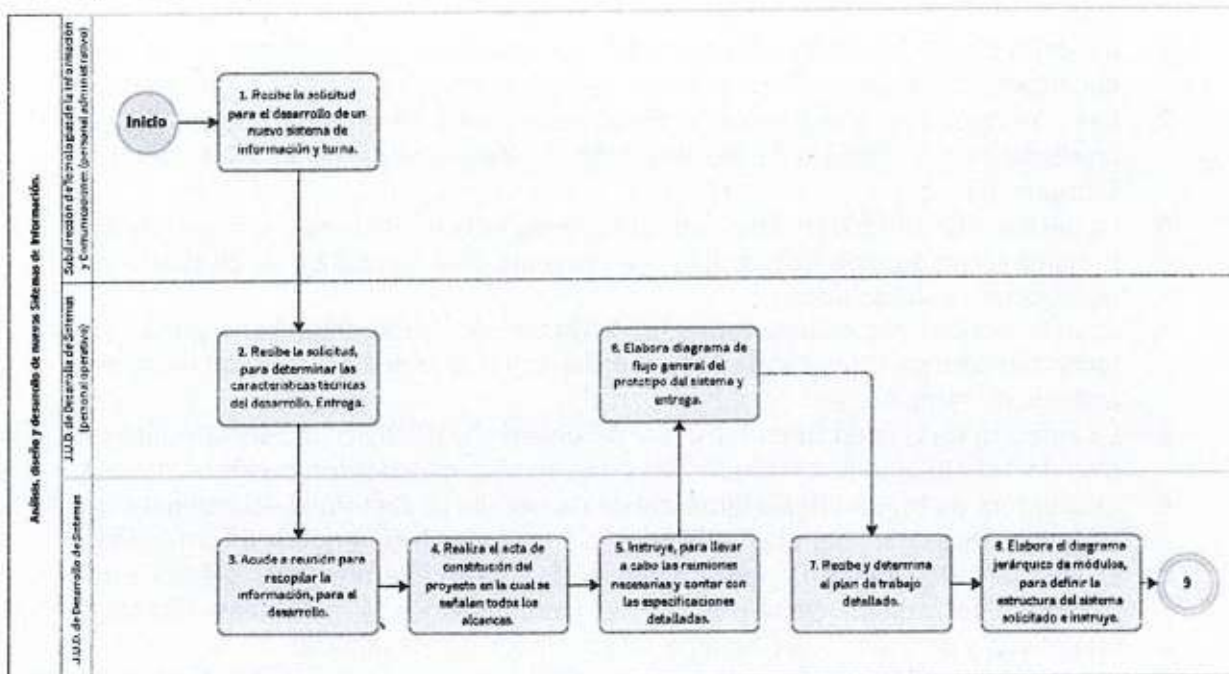 Análisis, diseño y desarrollo de nuevos Sistemas de Información.
Subdirección de Tecnologías de la Información
y Comunicaciones (personal administrativo)
Inicio
1. Recibe la solicitud
para el desarrollo de un
nuevo sistema de
información y turna.
J.U.D. de Desarrollo de Sistemas
(personal operativo)
2. Recibe la solicitud,
para determinar las
características técnicas
del desarrollo. Entrega.
6. Elabora diagrama de
flujo general del
prototipo del sistema y
entrega.
J.U.D. de Desarrollo de Sistemas
3. Acude a reunión para
recopilar la
información, para el
desarrollo.
4. Realiza el acta de
constitución del
proyecto en la cual se
señalan todos los
alcances.
5. Instruye, para llevar
a cabo las reuniones
necesarias y contar con
las especificaciones
detalladas.
7. Recibe y determina
el plan de trabajo
detallado.
8. Elabora el diagrama
jerárquico de módulos,
para definir la
estructura del sistema
solicitado e instruye.
9